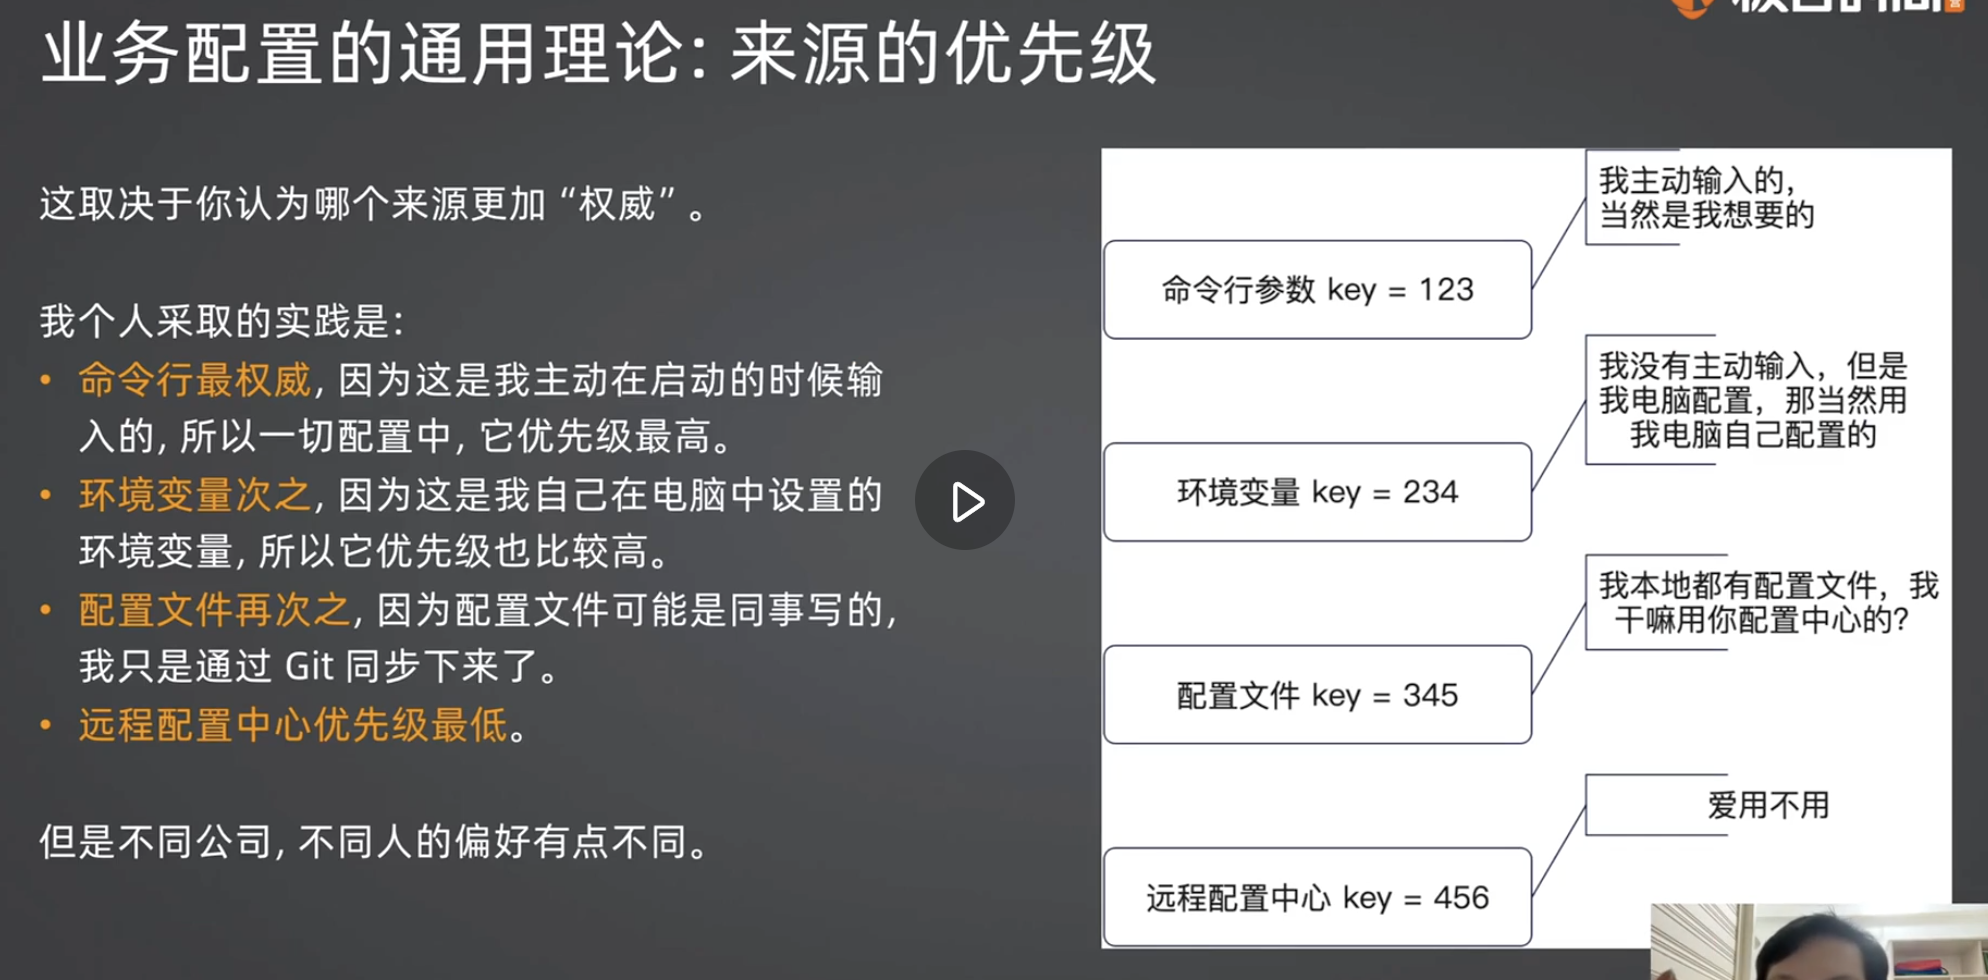 业务配置的通用理论：来源的优先级
这取决于你认为哪个来源更加“权威”。
我个人采取的实践是：
• 命令行最权威，因为这是我主动在启动的时候输
入的，所以一切配置中，它优先级最高。
• 环境变量次之，因为这是我自己在电脑中设置的
环境变量，所以它优先级也比较高。
• 配置文件再次之，因为配置文件可能是同事写的，
我只是通过 Git 同步下来了。
• 远程配置中心优先级最低。
但是不同公司，不同人的偏好有点不同。
我主动输入的，
当然是我想要的
命令行参数 key = 123
我没有主动输入，但是
我电脑配置，那当然用
我电脑自己配置的
环境变量 key = 234
我本地都有配置文件，我
干嘛用你配置中心的？
配置文件 key = 345
爱用不用
远程配置中心 key = 456